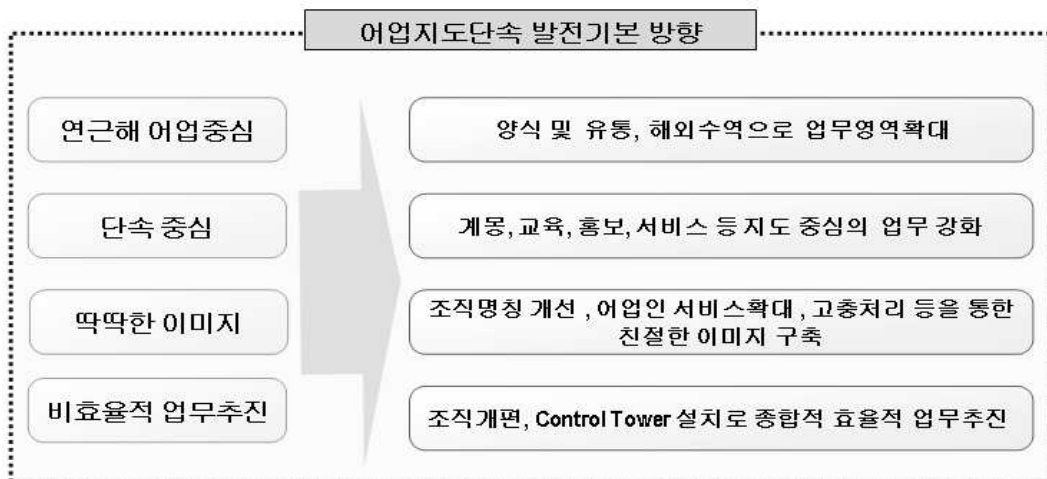 어업지도단속 발전기본 방향
연근해 어업중심
양식 및 유통, 해외수역으로 업무영역확대
단속 중심
계몽, 교육, 홍보, 서비스 등 지도 중심의 업무 강화
딱딱한 이미지
조직명칭 개선 , 어업인 서비스확대 , 고충처리 등을 통한
친절한 이미지 구축
비효율적 업무추진
조직개편, Control Tower 설치로 종합적 효율적 업무추진